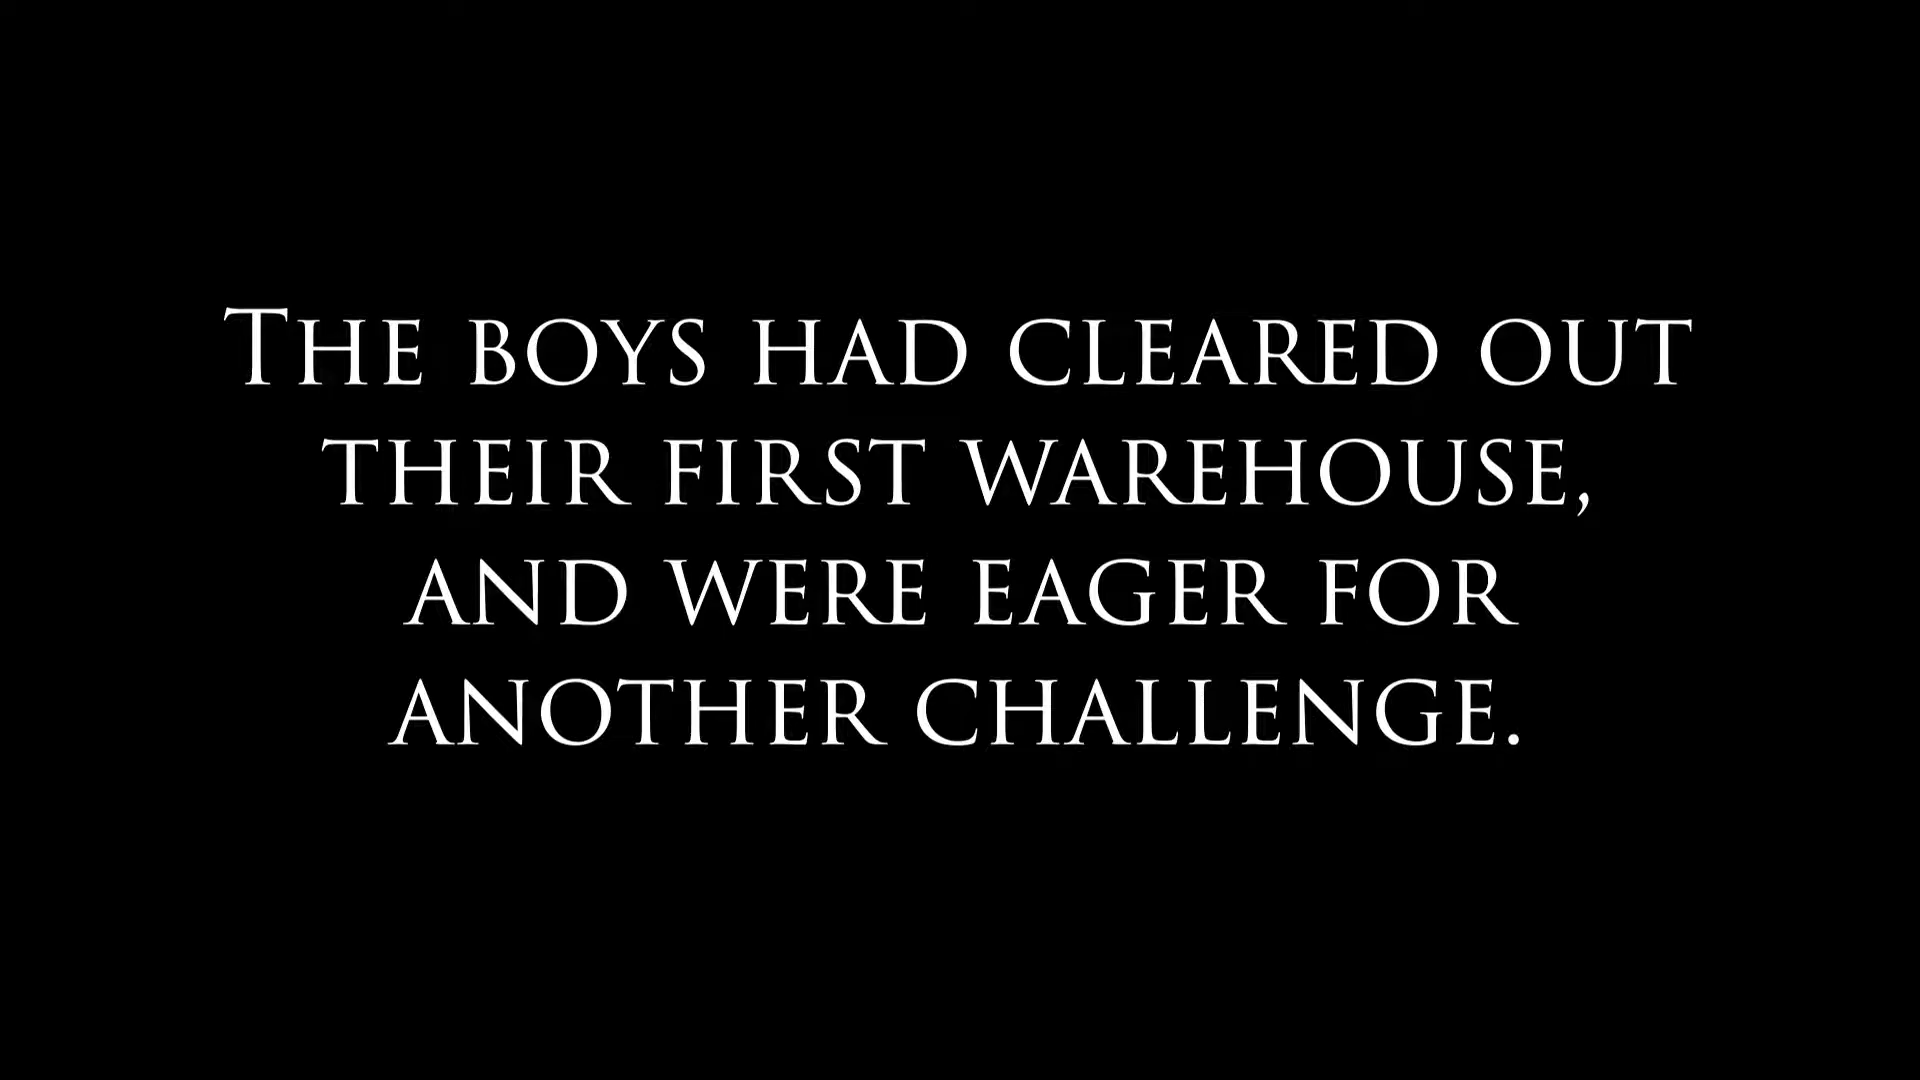 The boys had cleared out
their first warehouse,
and were eager for
another challenge.